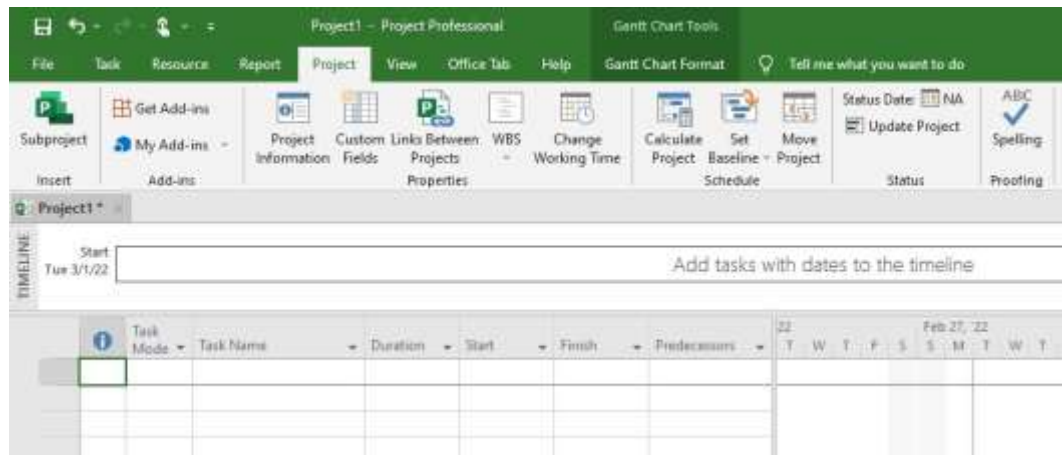 Project1 – Project Professional
Gantt Chart Tools
File Task Resource Report Project View Office Tab Help Gantt Chart Format Tell me what you want to do
Subproject
Get Add-ins
My Add-ins
Project Information
Custom Fields
Links Between Projects
WBS
Change Working Time
Calculate Project
Set Baseline
Move Project
Status Date: NA
Update Project
ABC
Spelling
Insert Add-ins Properties Schedule Status Proofing
Project1 *
TIMELINE
Start
Tue 3/1/22
Add tasks with dates to the timeline
Task Mode
Task Name
Duration
Start
Finish
Predecessors
22 Feb 27, '22
T W T F S S M T W T